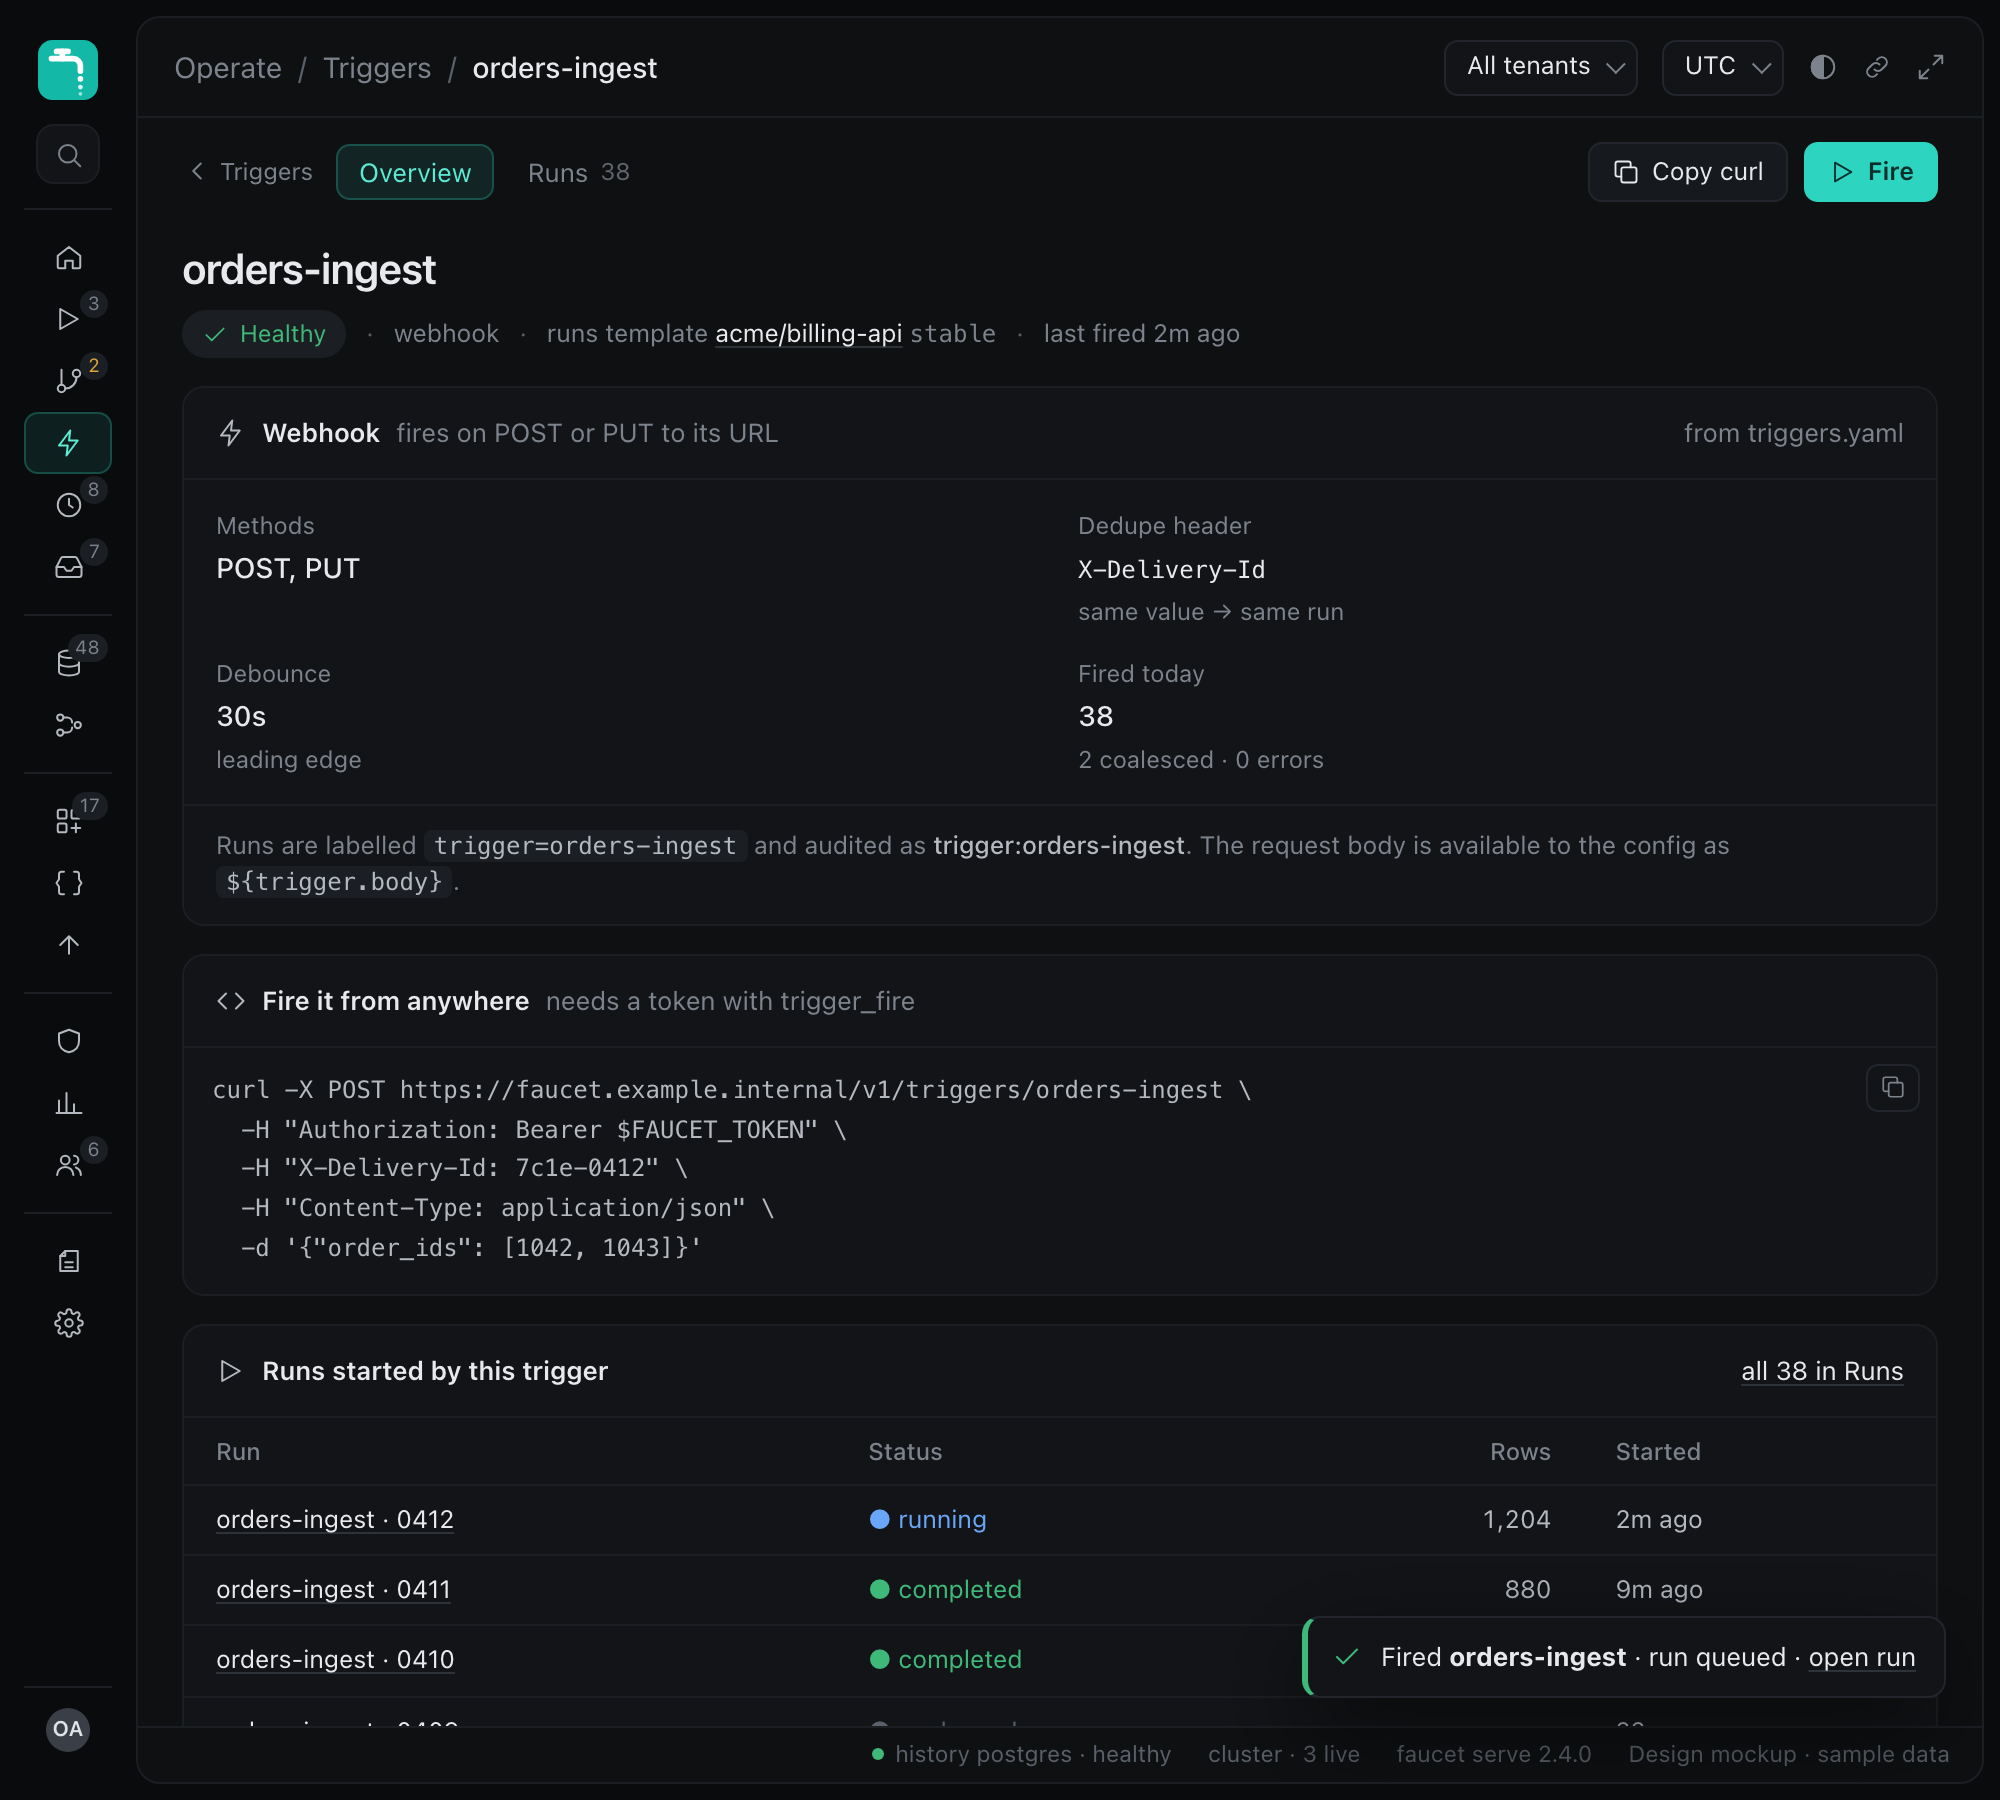 Operate / Triggers / orders-ingest
All tenants
UTC
3
2
8
7
48
17
6
OA
Triggers
Overview
Runs 38
Copy curl
Fire
orders-ingest
Healthy · webhook · runs template acme/billing-api stable · last fired 2m ago
Webhook fires on POST or PUT to its URL
from triggers.yaml
Methods
POST, PUT
Dedupe header
X-Delivery-Id
same value → same run
Debounce
30s
leading edge
Fired today
38
2 coalesced · 0 errors
Runs are labelled trigger=orders-ingest and audited as trigger:orders-ingest. The request body is available to the config as
${trigger.body}.
Fire it from anywhere needs a token with trigger_fire
curl -X POST https://faucet.example.internal/v1/triggers/orders-ingest \
-H "Authorization: Bearer $FAUCET_TOKEN" \
-H "X-Delivery-Id: 7c1e-0412" \
-H "Content-Type: application/json" \
-d '{"order_ids": [1042, 1043]}'
Runs started by this trigger
all 38 in Runs
Run Status Rows Started
orders-ingest · 0412 running 1,204 2m ago
orders-ingest · 0411 completed 880 9m ago
orders-ingest · 0410 completed
Fired orders-ingest · run queued · open run
history postgres · healthy cluster · 3 live faucet serve 2.4.0 Design mockup · sample data